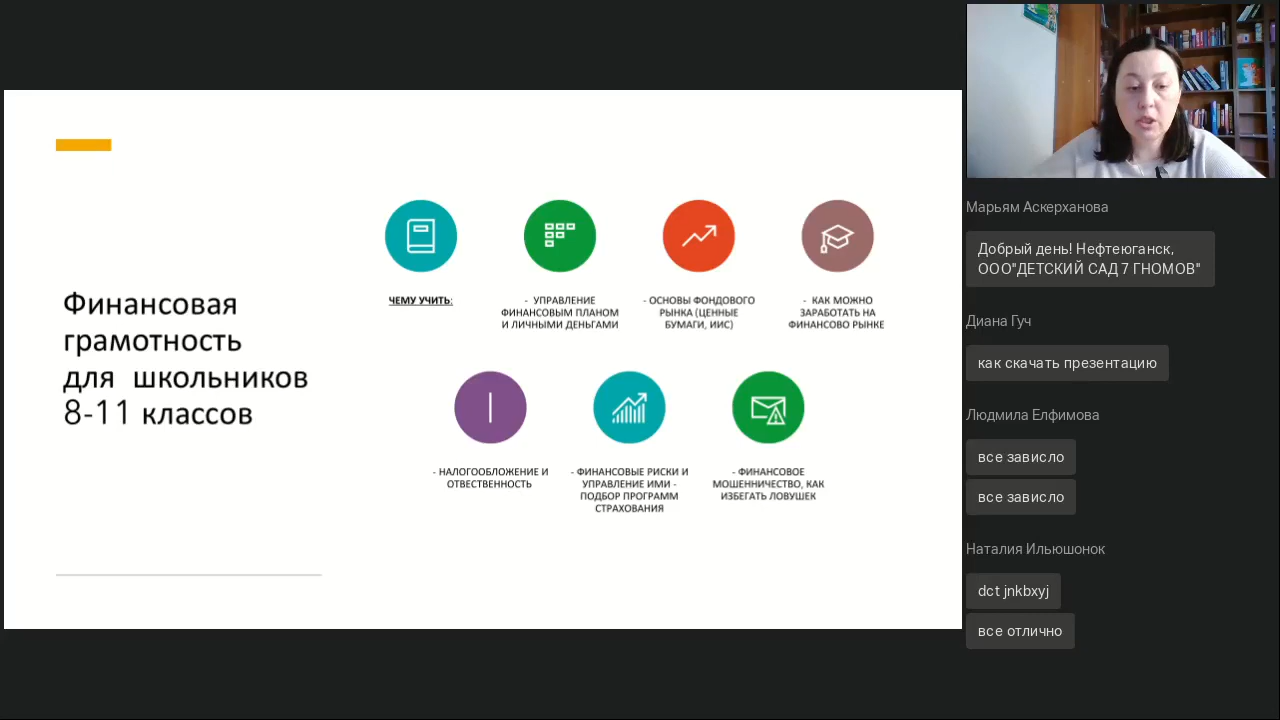 Финансовая
грамотность
для школьников
8-11 классов
ЧЕМУ УЧИТЬ:
- УПРАВЛЕНИЕ
ФИНАНСОВЫМ ПЛАНОМ
И ЛИЧНЫМИ ДЕНЬГАМИ
- ОСНОВЫ ФОНДОВОГО
РЫНКА (ЦЕННЫЕ
БУМАГИ, ИИС)
- КАК МОЖНО
ЗАРАБОТАТЬ НА
ФИНАНСОВО РЫНКЕ
- НАЛОГООБЛОЖЕНИЕ И
ОТВЕСТВЕННОСТЬ
- ФИНАНСОВЫЕ РИСКИ И
УПРАВЛЕНИЕ ИМИ -
ПОДБОР ПРОГРАММ
СТРАХОВАНИЯ
- ФИНАНСОВОЕ
МОШЕННИЧЕСТВО, КАК
ИЗБЕГАТЬ ЛОВУШЕК
Марьям Аскерханова
Добрый день! Нефтеюганск,
ООО"ДЕТСКИЙ САД 7 ГНОМОВ"
Диана Гуч
как скачать презентацию
Людмила Елфимова
все зависло
все зависло
Наталия Ильюшонок
dct jnkbxyj
все отлично